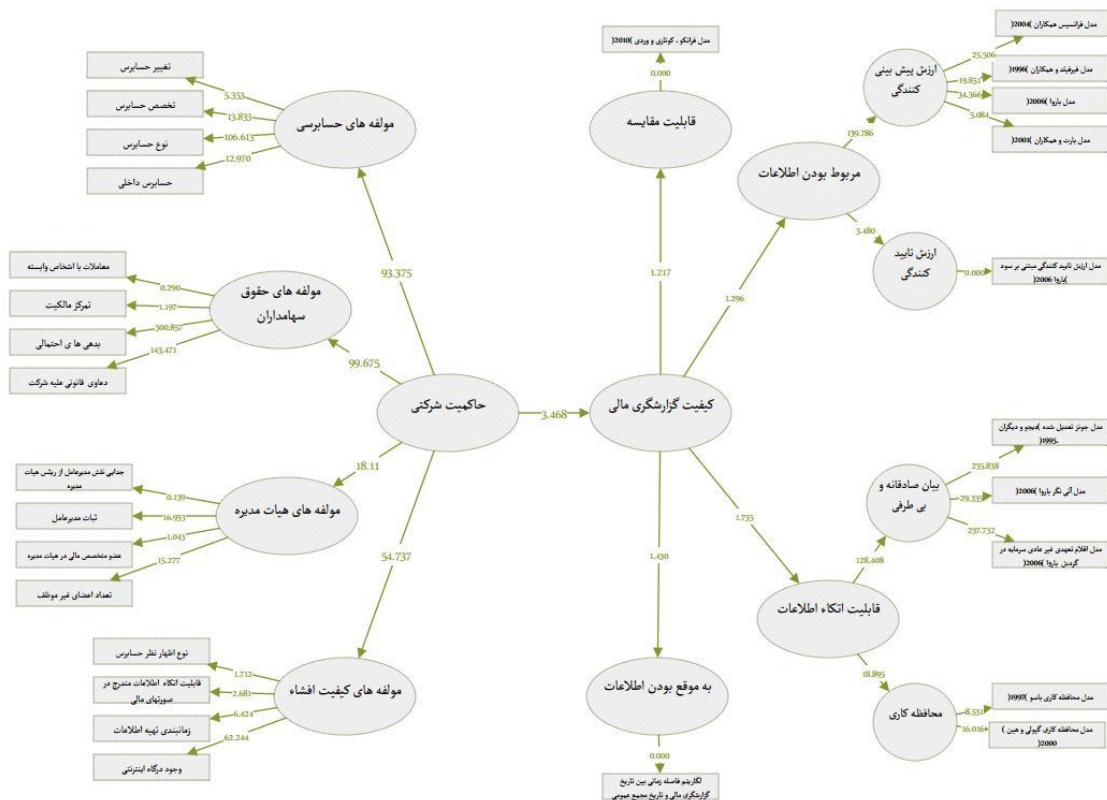 مدل فرانکو ، کوتاری و وردی )2010(
0.000
قابلیت مقایسه
1.217
مدل فرانسیس همکاران )2004(
مدل فیرفیلد و همکاران )1996(
مدل باروا )2006(
مدل بارت و همکاران )2001(
25.506
19.851
34.366
5.084
ارزش پیش بینی
کنندگی
139.786
مربوط بودن اطلاعات
3.480
ارزش تایید
کنندگی
0.000
مدل ارزش تایید کنندگی مبتنی بر سود
)باروا 2006(
1.296
تغییر حسابرس
تخصص حسابرس
نوع حسابرس
حسابرس داخلی
5.353
13.833
106.613
12.970
مولفه های حسابرسی
93.375
معاملات با اشخاص وابسته
تمرکز مالکیت
بدهی ها ی احتمالی
دعاوی قانونی علیه شرکت
0.290
1.197
300.857
143.471
مولفه های حقوق
سهامداران
99.675
حاکمیت شرکتی
3.468
کیفیت گزارشگری مالی
18.11
جدایی نقش مدیرعامل از رییس هیات
مدیره
ثبات مدیرعامل
عضو متخصص مالی در هیات مدیره
تعداد اعضای غیر موظف
0.139
16.933
1.043
15.277
مولفه های هیات مدیره
54.737
نوع اظهار نظر حسابرس
قابلیت اتکاء اطلاعات مندرج در
صورتهای مالی
زمانبندی تهیه اطلاعات
وجود درگاه اینترنتی
1.712
2.681
6.424
62.244
مولفه های کیفیت افشاء
1.430
به موقع بودن اطلاعات
0.000
لگاریتم فاصله زمانی بین تاریخ
گزارشگری مالی و تاریخ مجمع عمومی
1.735
قابلیت اتکاء اطلاعات
128.408
بیان صادقانه و
بی طرفی
235.838
29.335
237.732
مدل جونز تعدیل شده )دیچو و دیگران
،1995(
مدل آتی نگر باروا )2006(
مدل اقلام تعهدی غیر عادی سرمایه در
گردش باروا )2006(
18.895
محافظه کاری
8.531
16.016
مدل محافظه کاری باسو )1997(
مدل محافظه کاری گیولی و هین )
2000(